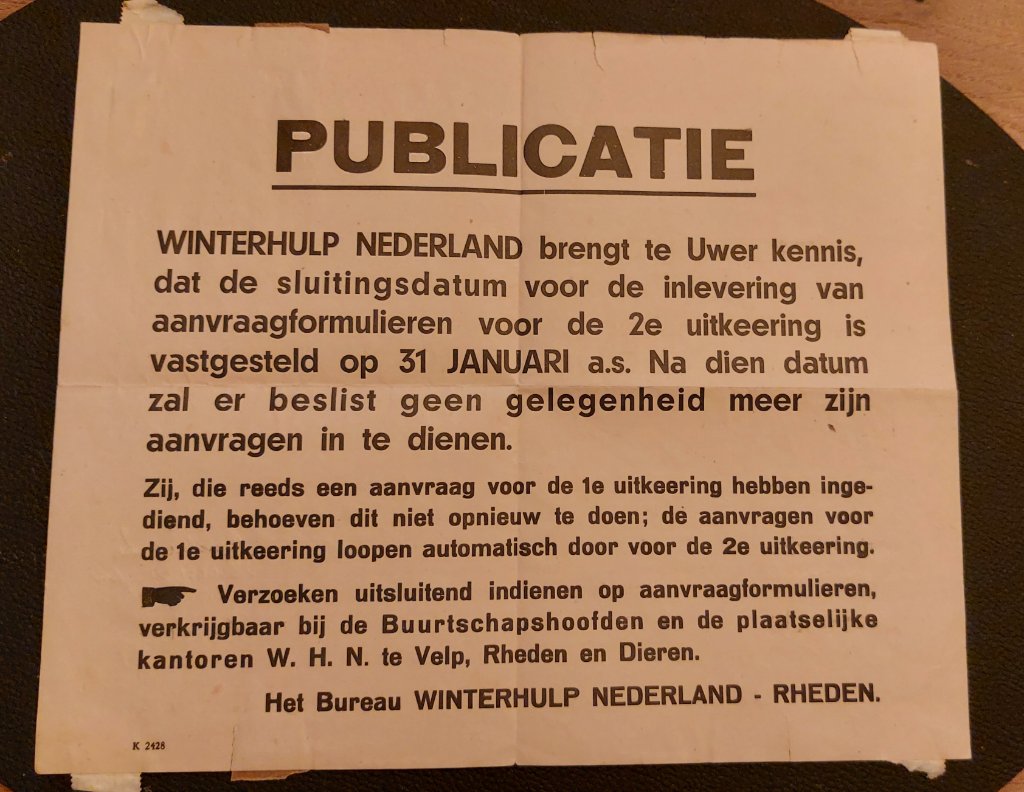 PUBLICATIE
WINTERHULP NEDERLAND brengt te Uwer kennis,
dat de sluitingsdatum voor de inlevering van
aanvraagformulieren voor de 2e uitkeering is
vastgesteld op 31 JANUARI a.s. Na dien datum
zal er beslist geen gelegenheid meer zijn
aanvragen in te dienen.
Zij, die reeds een aanvraag voor de 1e uitkeering hebben inge-
diend, behoeven dit niet opnieuw te doen; de aanvragen voor
de 1e uitkeering loopen automatisch door voor de 2e uitkeering.
Verzoeken uitsluitend indienen op aanvraagformulieren,
verkrijgbaar bij de Buurtschapshoofden en de plaatselijke
kantoren W. H. N. te Velp, Rheden en Dieren.
Het Bureau WINTERHULP NEDERLAND - RHEDEN.
K 2428